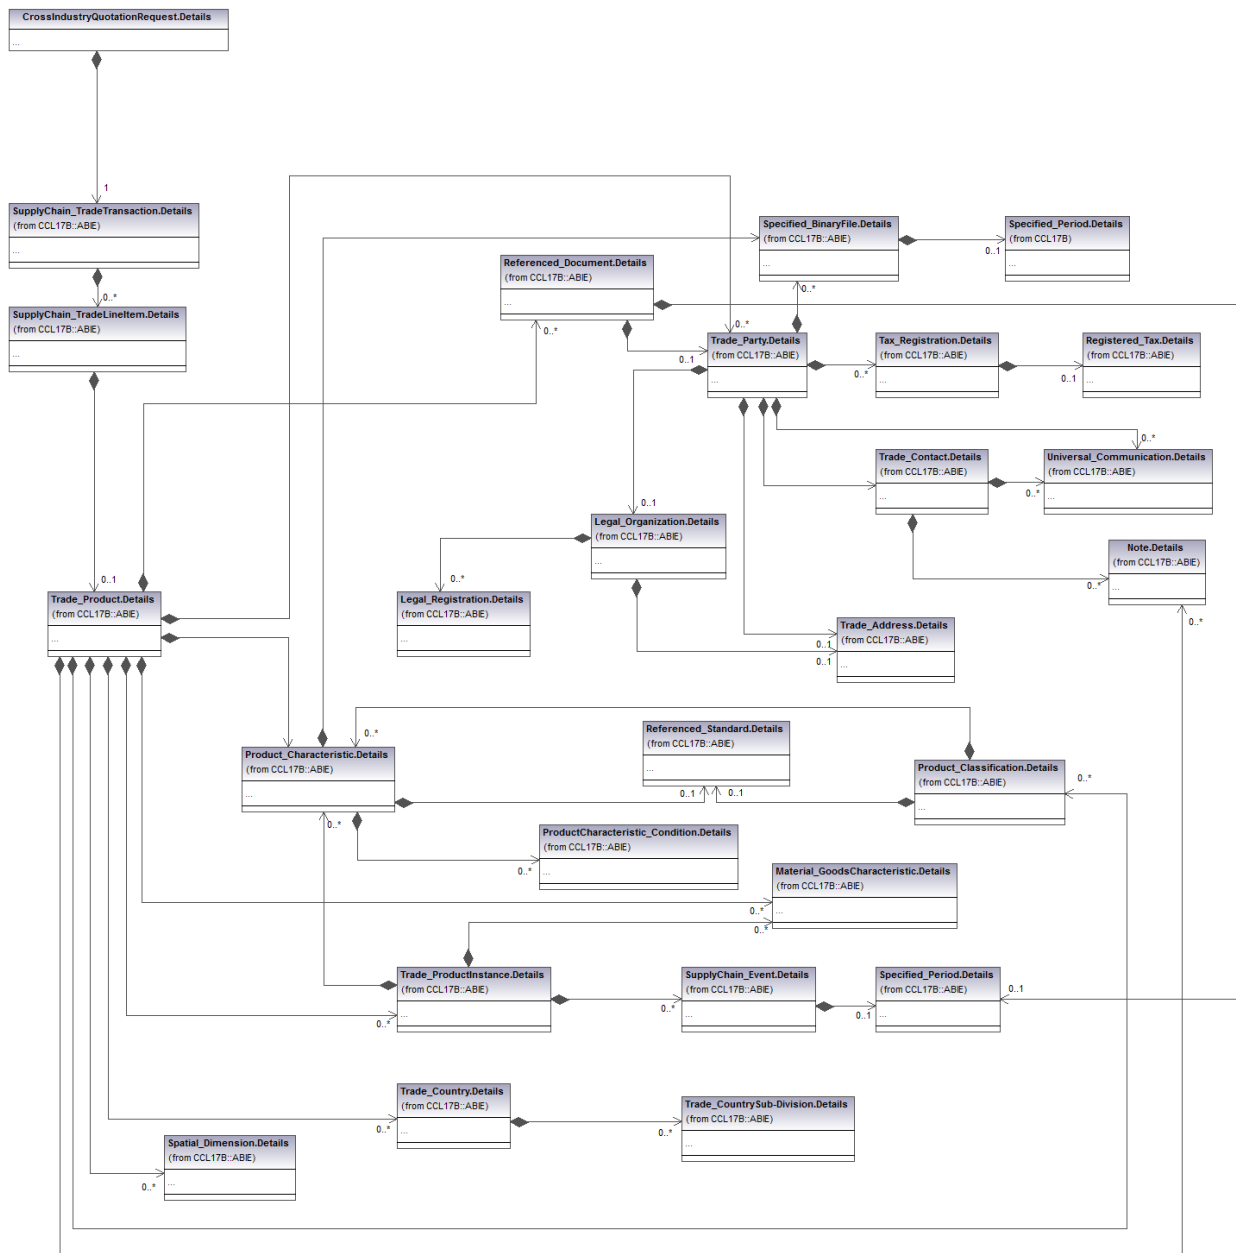 CrossIndustryQuotationRequest.Details
...
1
SupplyChain_TradeTransaction.Details
(from CCL17B::ABIE)
...
0..*
SupplyChain_TradeLineItem.Details
(from CCL17B::ABIE)
...
0..1
Trade_Product.Details
(from CCL17B::ABIE)
...
Specified_BinaryFile.Details
(from CCL17B::ABIE)
...
0..*
0..1
Specified_Period.Details
(from CCL17B)
...
Referenced_Document.Details
(from CCL17B::ABIE)
...
0..*
0..*
0..1
Trade_Party.Details
(from CCL17B::ABIE)
...
0..*
Tax_Registration.Details
(from CCL17B::ABIE)
...
0..1
Registered_Tax.Details
(from CCL17B::ABIE)
...
0..*
Trade_Contact.Details
(from CCL17B::ABIE)
...
0..*
Universal_Communication.Details
(from CCL17B::ABIE)
...
0..1
Legal_Organization.Details
(from CCL17B::ABIE)
...
0..*
Note.Details
(from CCL17B::ABIE)
...
0..*
0..*
Legal_Registration.Details
(from CCL17B::ABIE)
...
Trade_Address.Details
(from CCL17B::ABIE)
...
0..1
0..1
0..*
Product_Characteristic.Details
(from CCL17B::ABIE)
...
0..*
Referenced_Standard.Details
(from CCL17B::ABIE)
...
0..1
0..1
Product_Classification.Details
(from CCL17B::ABIE)
...
0..*
ProductCharacteristic_Condition.Details
(from CCL17B::ABIE)
...
0..*
Material_GoodsCharacteristic.Details
(from CCL17B::ABIE)
...
0..*
0..*
Trade_ProductInstance.Details
(from CCL17B::ABIE)
...
0..*
SupplyChain_Event.Details
(from CCL17B::ABIE)
...
0..*
Specified_Period.Details
(from CCL17B::ABIE)
...
0..1
0..1
Trade_Country.Details
(from CCL17B::ABIE)
...
0..*
Trade_CountrySub-Division.Details
(from CCL17B::ABIE)
...
0..*
Spatial_Dimension.Details
(from CCL17B::ABIE)
...
0..*